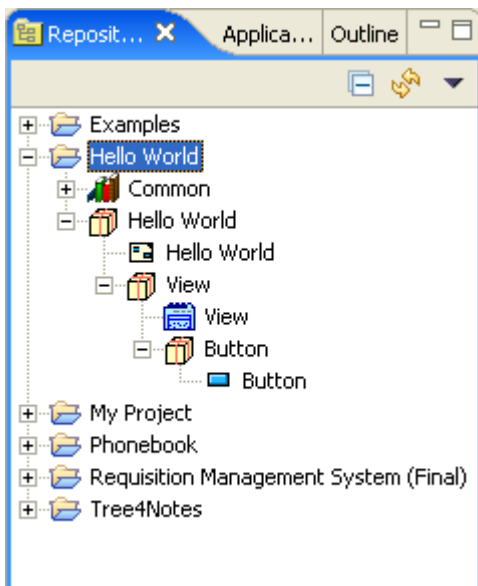 Reposit... Applica... Outline
Examples
Hello World
Common
Hello World
Hello World
View
View
Button
Button
My Project
Phonebook
Requisition Management System (Final)
Tree4Notes